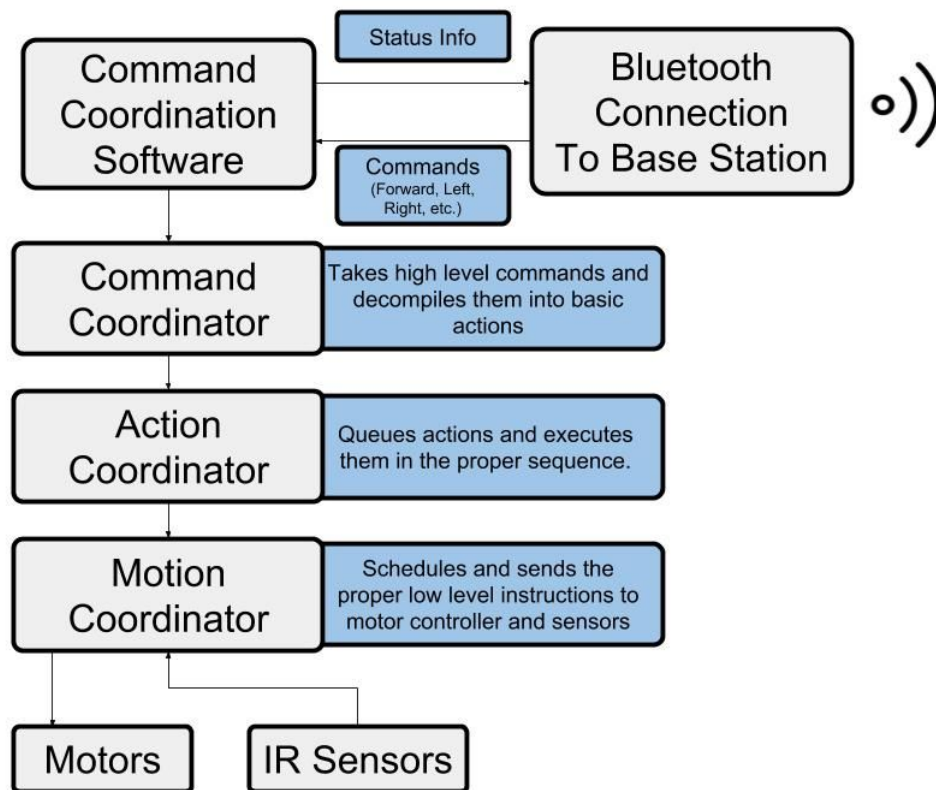 Status Info
Command
Coordination
Software
Bluetooth
Connection
To Base Station
Commands
(Forward, Left,
Right, etc.)
Command
Coordinator
Takes high level commands and
decompiles them into basic
actions
Action
Coordinator
Queues actions and executes
them in the proper sequence.
Motion
Coordinator
Schedules and sends the
proper low level instructions to
motor controller and sensors
Motors
IR Sensors